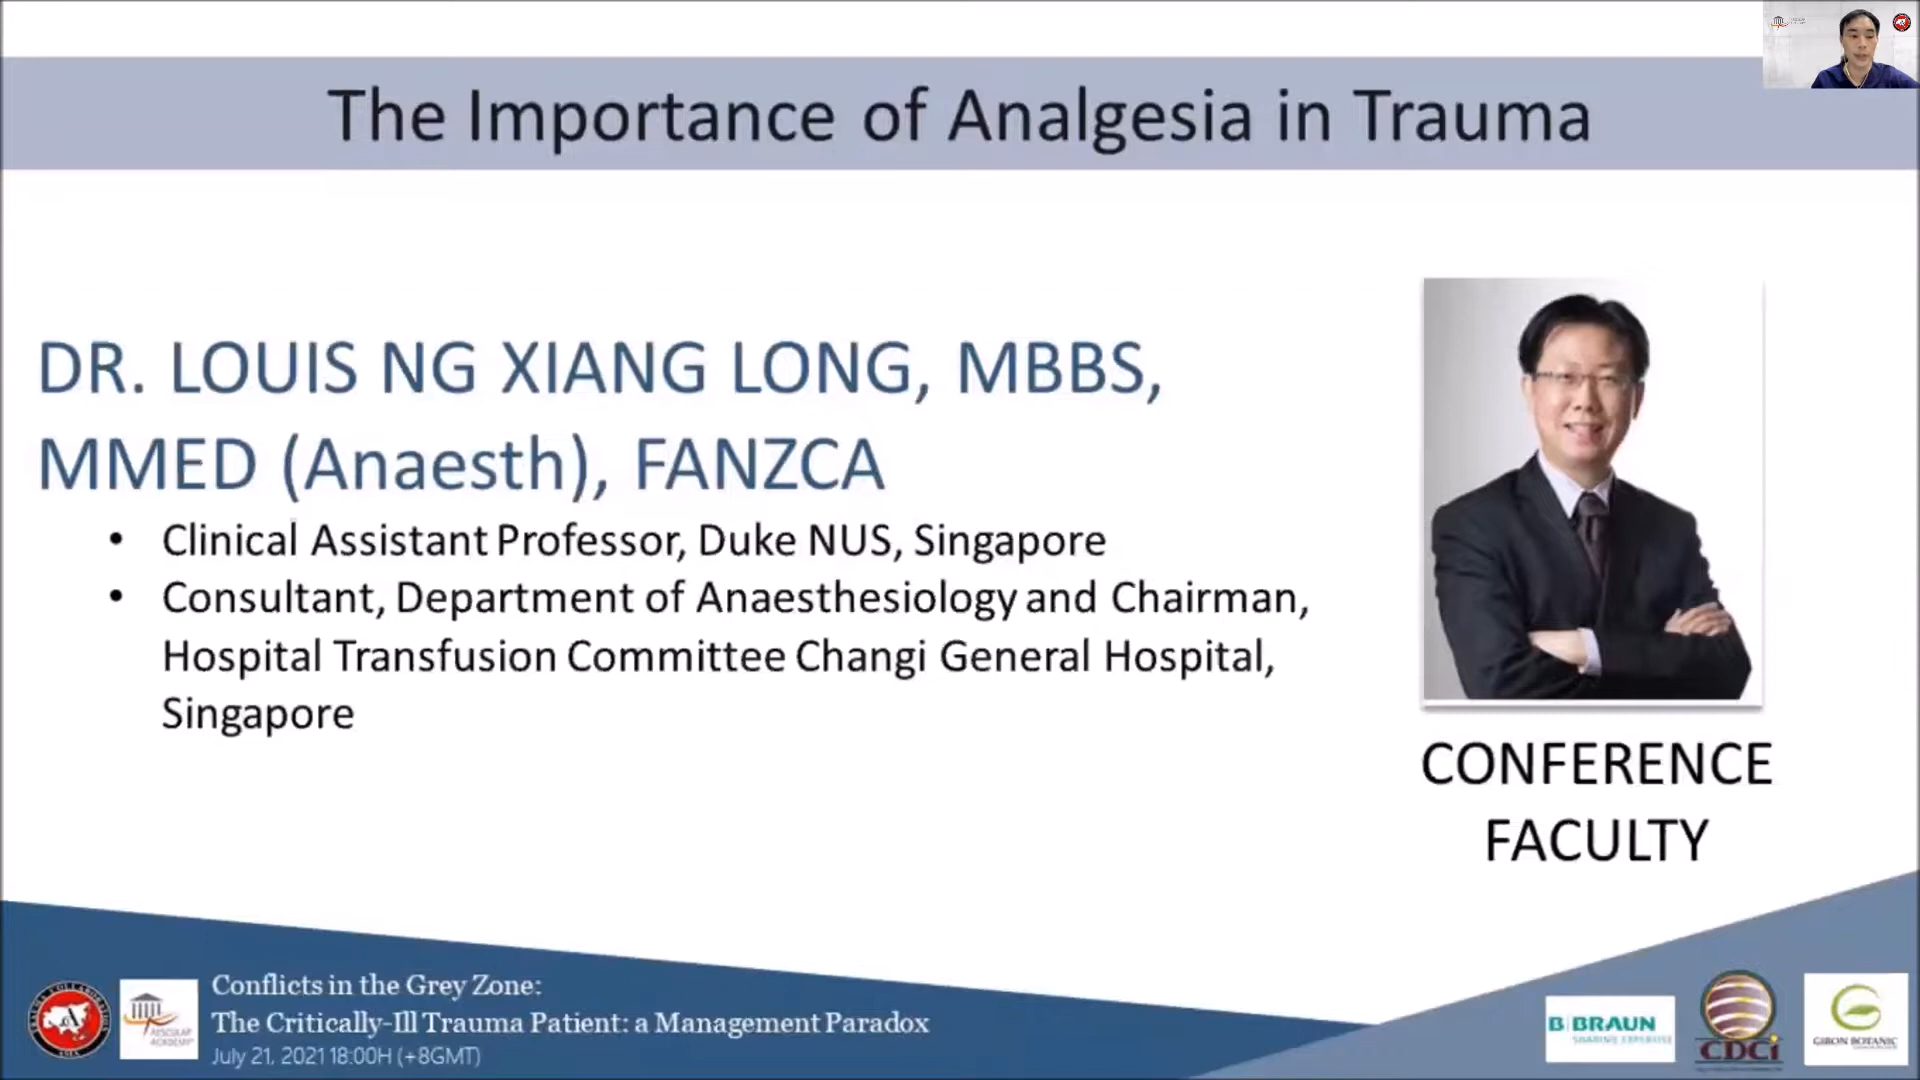 The Importance of Analgesia in Trauma
DR. LOUIS NG XIANG LONG, MBBS,
MMED (Anaesth), FANZCA
• Clinical Assistant Professor, Duke NUS, Singapore
• Consultant, Department of Anaesthesiology and Chairman,
Hospital Transfusion Committee Changi General Hospital,
Singapore
CONFERENCE
FACULTY
Conflicts in the Grey Zone:
The Critically-Ill Trauma Patient: a Management Paradox
July 21, 2021 18:00H (+8GMT)
TRAUMA COLLABORATION
ASIA
AESCULAP
ACADEMY
B|BRAUN
SHARING EXPERTISE
CDCi
GIRON BOTANIC